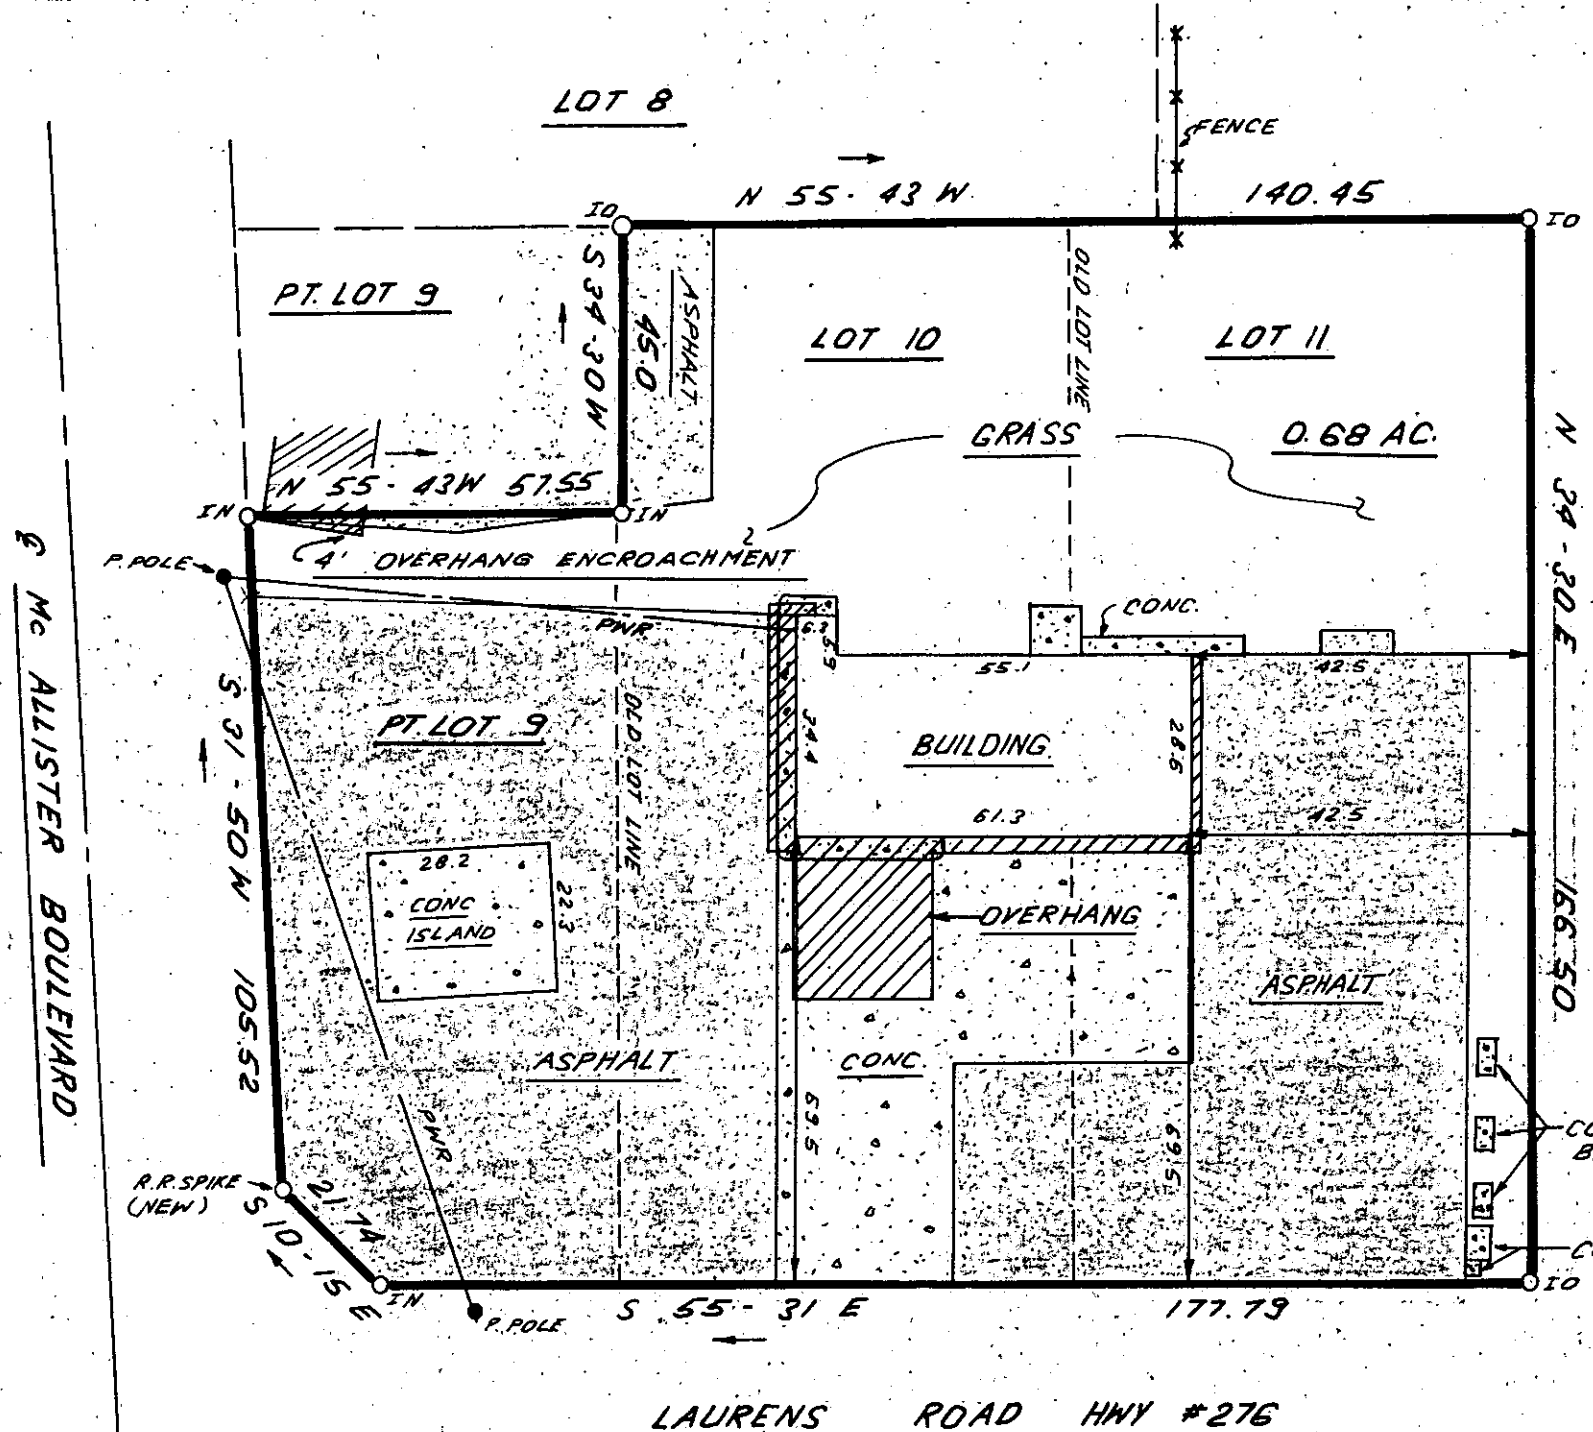 LOT 8
FENCE
N 55-43 W 140.45
IO
IO
S 34-30 W
45.0
ASPHALT
PT. LOT 9
LOT 10
OLD LOT LINE
LOT 11
GRASS
0.68 AC.
N 55-43W 57.55
IN
IN
4' OVERHANG ENCROACHMENT
P. POLE
PWR
CONC.
6.2
6.9
55.1
42.5
N 34-30 E 166.50
S 31-50 W 105.52
PT. LOT 9
OLD LOT LINE
24.4
BUILDING
28.6
61.3
42.5
28.2
22.3
CONC
ISLAND
OVERHANG
ASPHALT
ASPHALT
CONC.
69.5
69.5
PWR
R.R. SPIKE
(NEW)
21.14
S 10-15 E
IN
P. POLE
S 55-31 E 177.79
IO
℄ Mc ALLISTER BOULEVARD
LAURENS ROAD HWY #276